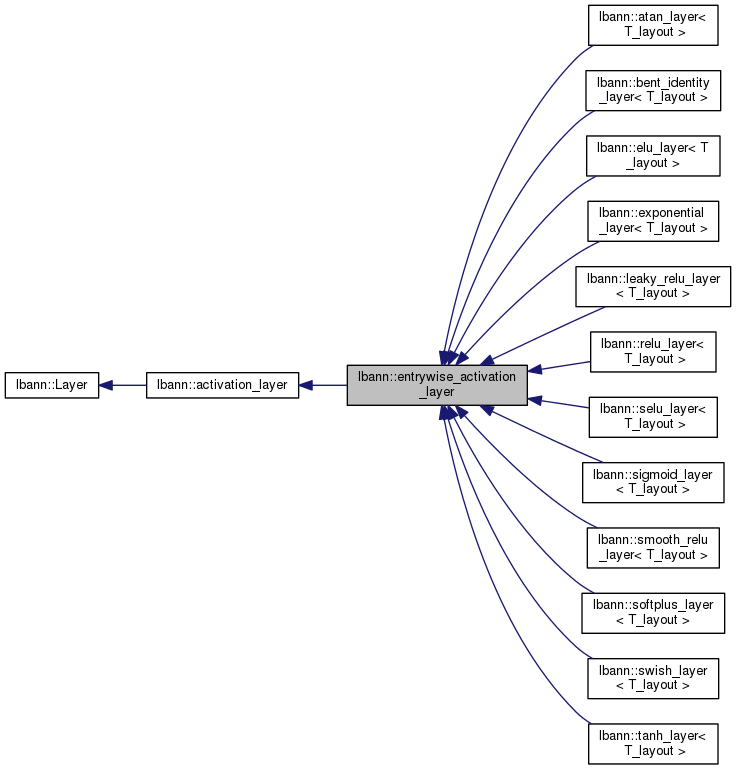 lbann::Layer
lbann::activation_layer
lbann::entrywise_activation
_layer
lbann::atan_layer<
T_layout >
lbann::bent_identity
_layer< T_layout >
lbann::elu_layer< T
_layout >
lbann::exponential
_layer< T_layout >
lbann::leaky_relu_layer
< T_layout >
lbann::relu_layer<
T_layout >
lbann::selu_layer<
T_layout >
lbann::sigmoid_layer
< T_layout >
lbann::smooth_relu
_layer< T_layout >
lbann::softplus_layer
< T_layout >
lbann::swish_layer
< T_layout >
lbann::tanh_layer<
T_layout >